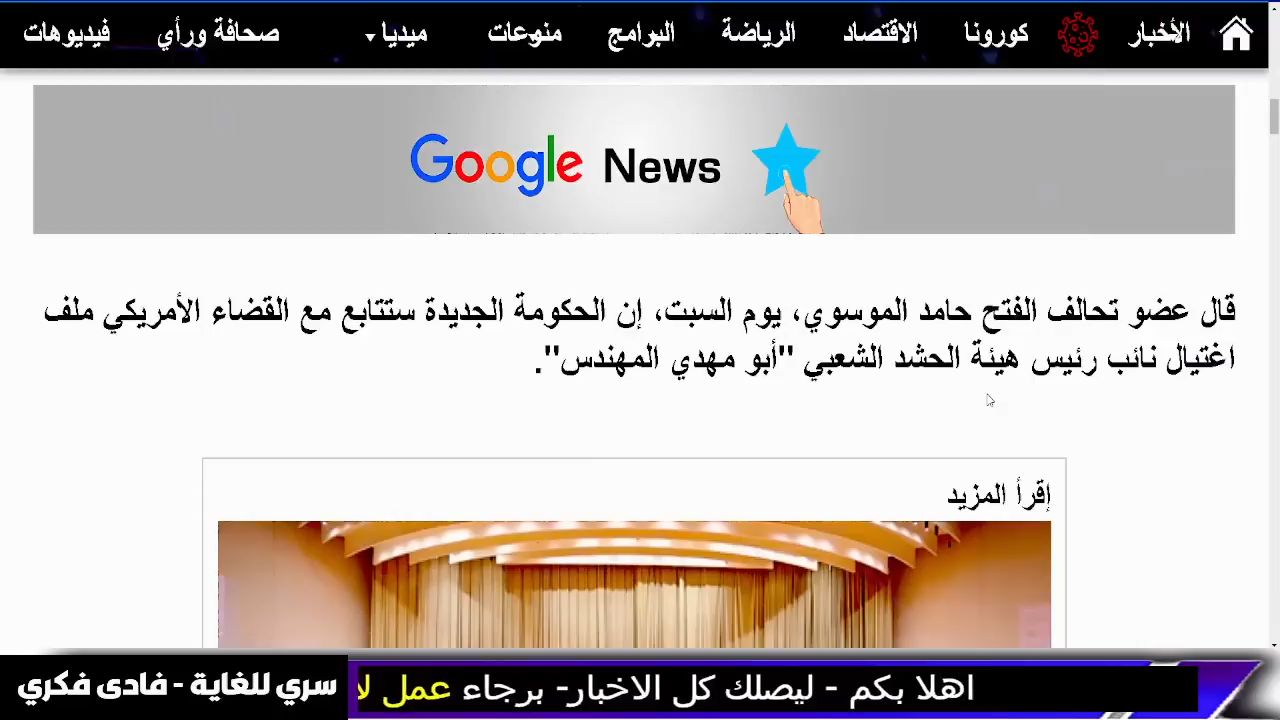 الأخبار كورونا الاقتصاد الرياضة البرامج منوعات ميديا صحافة ورأي فيديوهات
Google News
قال عضو تحالف الفتح حامد الموسوي، يوم السبت، إن الحكومة الجديدة ستتابع مع القضاء الأمريكي ملف
اغتيال نائب رئيس هيئة الحشد الشعبي "أبو مهدي المهندس".
إقرأ المزيد
اهلا بكم - ليصلك كل الاخبار- برجاء عمل لا
سري للغاية - فادى فكري